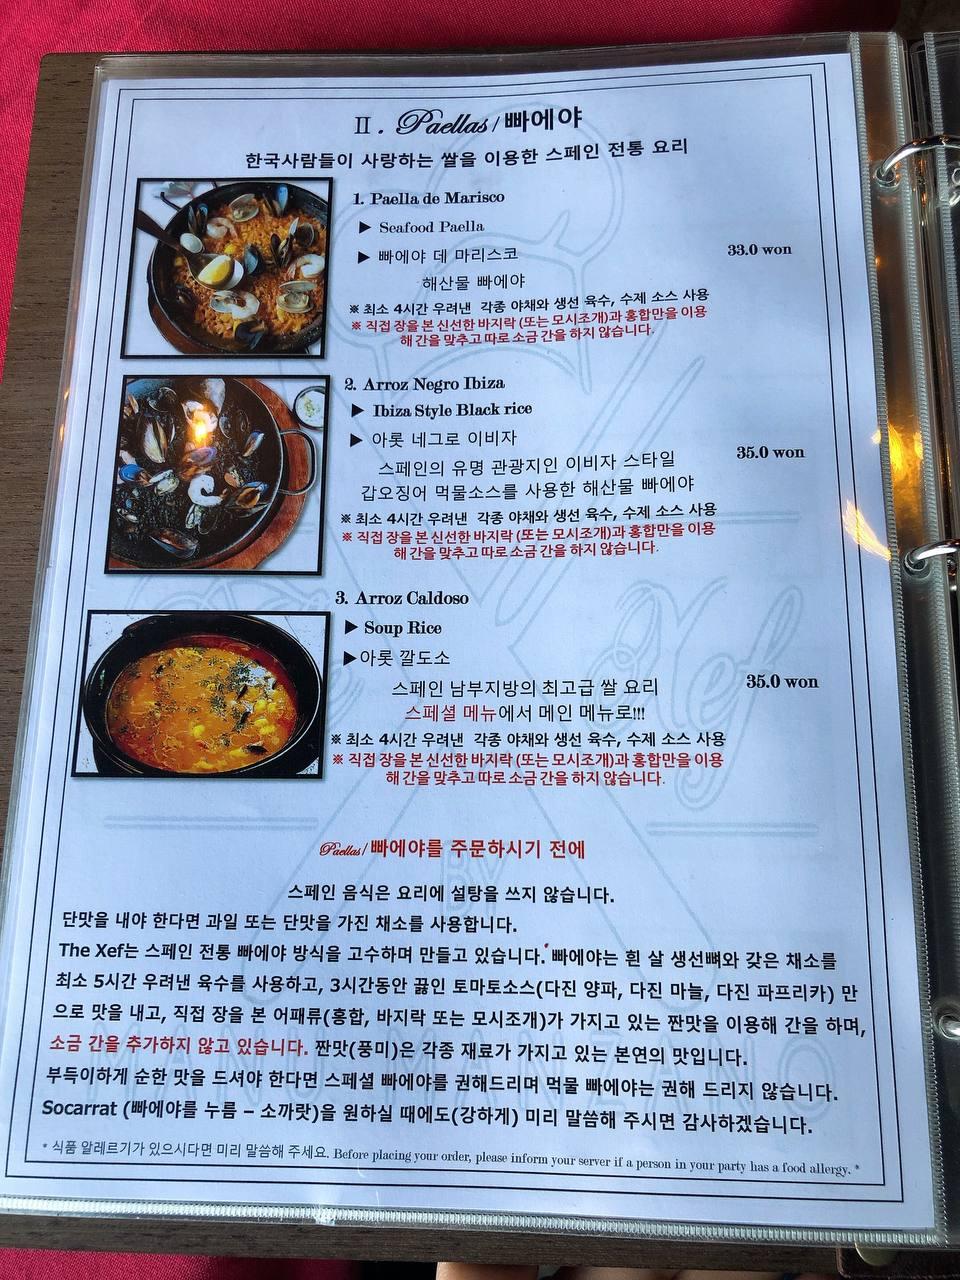 Ⅱ. Paellas / 빠에야
한국사람들이 사랑하는 쌀을 이용한 스페인 전통 요리
1. Paella de Marisco
▶ Seafood Paella
▶ 빠에야 데 마리스코
33.0 won
해산물 빠에야
※ 최소 4시간 우려낸 각종 야채와 생선 육수, 수제 소스 사용
※ 직접 장을 본 신선한 바지락 (또는 모시조개)과 홍합만을 이용
해 간을 맞추고 따로 소금 간을 하지 않습니다.
2. Arroz Negro Ibiza
▶ Ibiza Style Black rice
▶ 아롯 네그로 이비자
35.0 won
스페인의 유명 관광지인 이비자 스타일
갑오징어 먹물소스를 사용한 해산물 빠에야
※ 최소 4시간 우려낸 각종 야채와 생선 육수, 수제 소스 사용
※ 직접 장을 본 신선한 바지락 (또는 모시조개)과 홍합만을 이용
해 간을 맞추고 따로 소금 간을 하지 않습니다.
3. Arroz Caldoso
▶ Soup Rice
▶아롯 깔도소
35.0 won
스페인 남부지방의 최고급 쌀 요리
스페셜 메뉴에서 메인 메뉴로!!!
※ 최소 4시간 우려낸 각종 야채와 생선 육수, 수제 소스 사용
※ 직접 장을 본 신선한 바지락 (또는 모시조개)과 홍합만을 이용
해 간을 맞추고 따로 소금 간을 하지 않습니다.
Paellas / 빠에야를 주문하시기 전에
스페인 음식은 요리에 설탕을 쓰지 않습니다.
단맛을 내야 한다면 과일 또는 단맛을 가진 채소를 사용합니다.
The Xef는 스페인 전통 빠에야 방식을 고수하며 만들고 있습니다. 빠에야는 흰 살 생선뼈와 갖은 채소를
최소 5시간 우려낸 육수를 사용하고, 3시간동안 끓인 토마토소스(다진 양파, 다진 마늘, 다진 파프리카) 만
으로 맛을 내고, 직접 장을 본 어패류(홍합, 바지락 또는 모시조개)가 가지고 있는 짠맛을 이용해 간을 하며,
소금 간을 추가하지 않고 있습니다. 짠맛(풍미)은 각종 재료가 가지고 있는 본연의 맛입니다.
부득이하게 순한 맛을 드셔야 한다면 스페셜 빠에야를 권해드리며 먹물 빠에야는 권해 드리지 않습니다.
Socarrat (빠에야를 누룸 – 소까랏)을 원하실 때에도(강하게) 미리 말씀해 주시면 감사하겠습니다.
* 식품 알레르기가 있으시다면 미리 말씀해 주세요. Before placing your order, please inform your server if a person in your party has a food allergy. *
The Xef
BY
MANU MANZANO